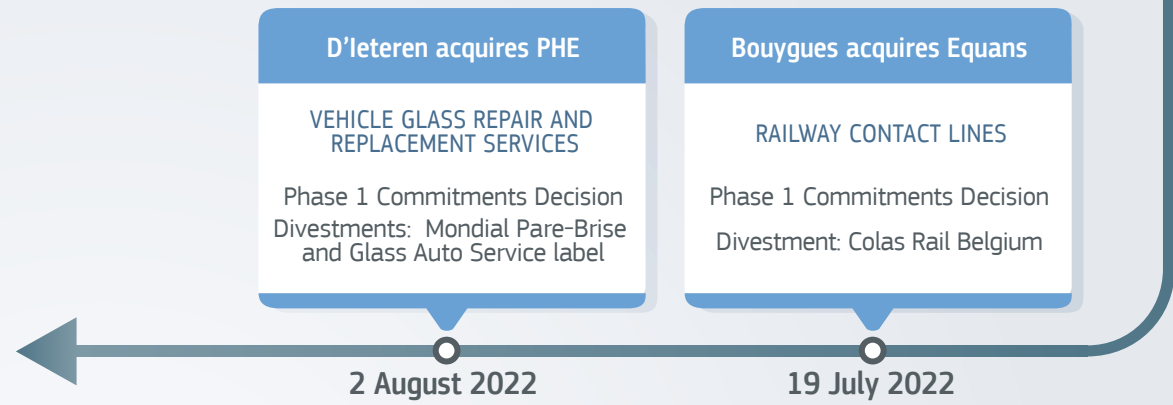 D'Ieteren acquires PHE
VEHICLE GLASS REPAIR AND
REPLACEMENT SERVICES
Phase 1 Commitments Decision
Divestments: Mondial Pare-Brise
and Glass Auto Service label
2 August 2022
Bouygues acquires Equans
RAILWAY CONTACT LINES
Phase 1 Commitments Decision
Divestment: Colas Rail Belgium
19 July 2022